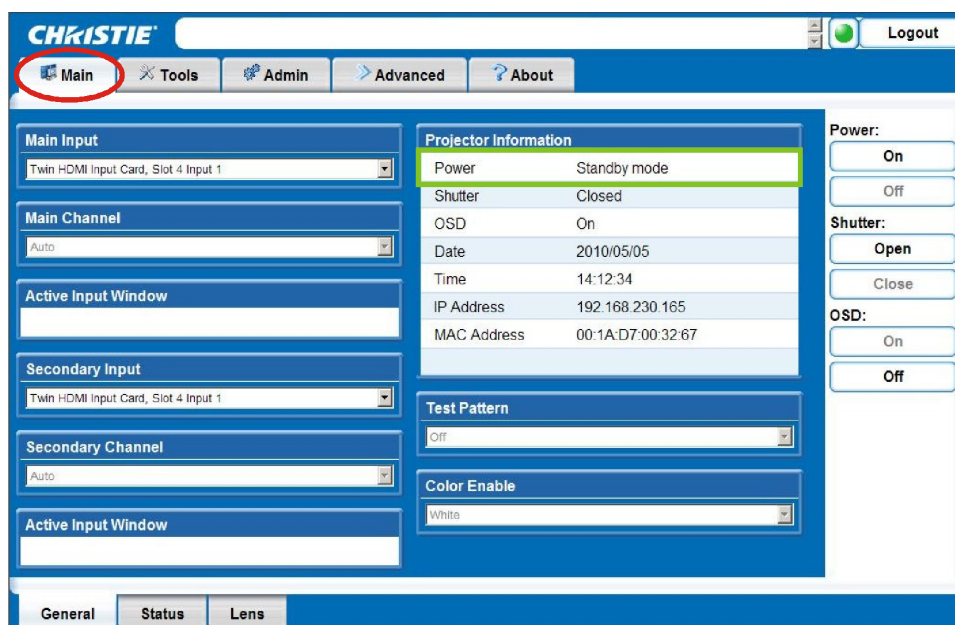 CHRISTIE
Logout
Main
Tools
Admin
Advanced
About
Main Input
Twin HDMI Input Card, Slot 4 Input 1
Main Channel
Auto
Active Input Window
Secondary Input
Twin HDMI Input Card, Slot 4 Input 1
Secondary Channel
Auto
Active Input Window
Projector Information
Power Standby mode
Shutter Closed
OSD On
Date 2010/05/05
Time 14:12:34
IP Address 192.168.230.165
MAC Address 00:1A:D7:00:32:67
Test Pattern
Off
Color Enable
White
Power:
On
Off
Shutter:
Open
Close
OSD:
On
Off
General
Status
Lens